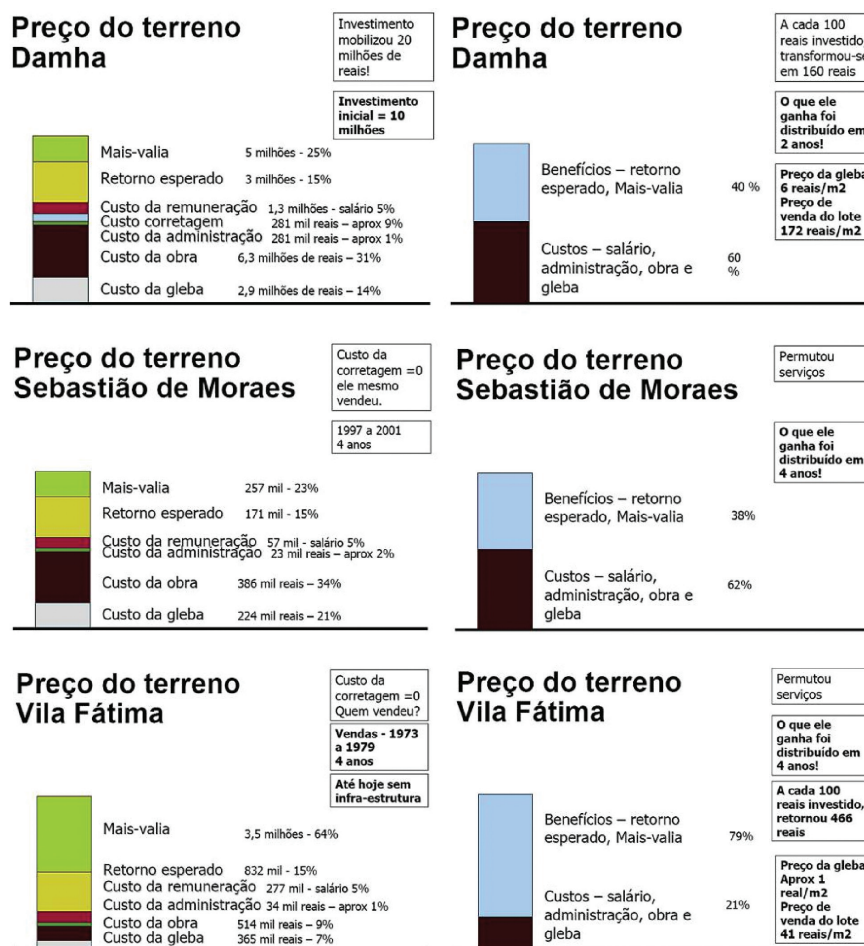 Preço do terreno
Damha
Investimento
mobilizou 20
milhões de
reais!
Investimento
inicial = 10
milhões
Mais-valia 5 milhões - 25%
Retorno esperado 3 milhões - 15%
Custo da remuneração 1,3 milhões - salário 5%
Custo corretagem 281 mil reais – aprox 9%
Custo da administração 281 mil reais – aprox 1%
Custo da obra 6,3 milhões de reais – 31%
Custo da gleba 2,9 milhões de reais – 14%
Preço do terreno
Damha
A cada 100
reais investido,
transformou-se
em 160 reais
O que ele
ganha foi
distribuído em
2 anos!
Preço da gleba
6 reais/m2
Preço de
venda do lote
172 reais/m2
Benefícios – retorno
esperado, Mais-valia 40 %
Custos – salário,
administração, obra e
gleba
60
%
Preço do terreno
Sebastião de Moraes
Custo da
corretagem =0
ele mesmo
vendeu.
1997 a 2001
4 anos
Mais-valia 257 mil - 23%
Retorno esperado 171 mil - 15%
Custo da remuneração 57 mil - salário 5%
Custo da administração 23 mil reais – aprox 2%
Custo da obra 386 mil reais – 34%
Custo da gleba 224 mil reais – 21%
Preço do terreno
Sebastião de Moraes
Permutou
serviços
O que ele
ganha foi
distribuído em
4 anos!
Benefícios – retorno
esperado, Mais-valia 38%
Custos – salário,
administração, obra e
gleba
62%
Preço do terreno
Vila Fátima
Custo da
corretagem =0
Quem vendeu?
Vendas - 1973
a 1979
4 anos
Até hoje sem
infra-estrutura
Mais-valia 3,5 milhões - 64%
Retorno esperado 832 mil - 15%
Custo da remuneração 277 mil - salário 5%
Custo da administração 34 mil reais – aprox 1%
Custo da obra 514 mil reais – 9%
Custo da gleba 365 mil reais – 7%
Preço do terreno
Vila Fátima
Permutou
serviços
O que ele
ganha foi
distribuído em
4 anos!
A cada 100
reais investido,
retornou 466
reais
Preço da gleba
Aprox 1
real/m2
Preço de
venda do lote
41 reais/m2
Benefícios – retorno
esperado, Mais-valia 79%
Custos – salário,
administração, obra e
gleba
21%